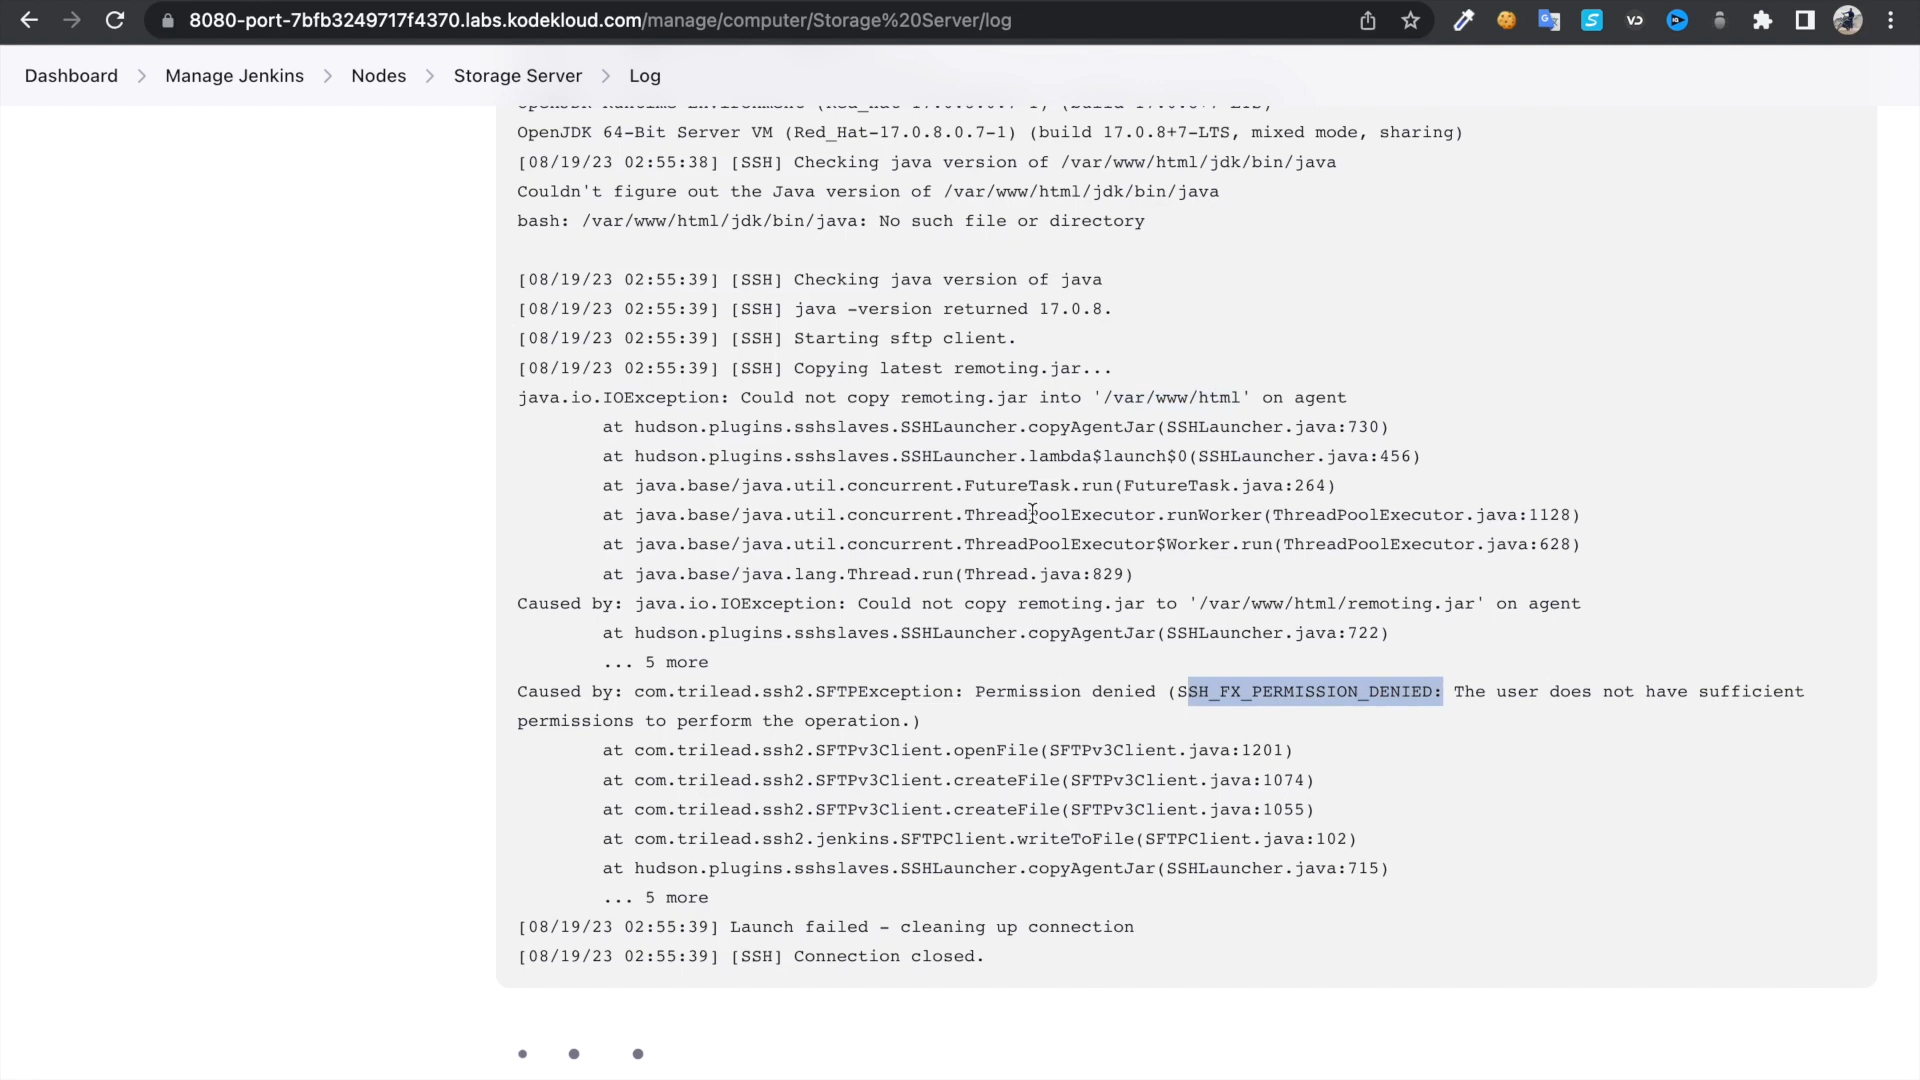 8080-port-7bfb3249717f4370.labs.kodekloud.com/manage/computer/Storage%20Server/log
Dashboard > Manage Jenkins > Nodes > Storage Server > Log
OpenJDK Runtime Environment (Red_Hat-17.0.8.0.7-1) (build 17.0.8+7-LTS)
OpenJDK 64-Bit Server VM (Red_Hat-17.0.8.0.7-1) (build 17.0.8+7-LTS, mixed mode, sharing)
[08/19/23 02:55:38] [SSH] Checking java version of /var/www/html/jdk/bin/java
Couldn't figure out the Java version of /var/www/html/jdk/bin/java
bash: /var/www/html/jdk/bin/java: No such file or directory
[08/19/23 02:55:39] [SSH] Checking java version of java
[08/19/23 02:55:39] [SSH] java -version returned 17.0.8.
[08/19/23 02:55:39] [SSH] Starting sftp client.
[08/19/23 02:55:39] [SSH] Copying latest remoting.jar...
java.io.IOException: Could not copy remoting.jar into '/var/www/html' on agent
at hudson.plugins.sshslaves.SSHLauncher.copyAgentJar(SSHLauncher.java:730)
at hudson.plugins.sshslaves.SSHLauncher.lambda$launch$0(SSHLauncher.java:456)
at java.base/java.util.concurrent.FutureTask.run(FutureTask.java:264)
at java.base/java.util.concurrent.ThreadPoolExecutor.runWorker(ThreadPoolExecutor.java:1128)
at java.base/java.util.concurrent.ThreadPoolExecutor$Worker.run(ThreadPoolExecutor.java:628)
at java.base/java.lang.Thread.run(Thread.java:829)
Caused by: java.io.IOException: Could not copy remoting.jar to '/var/www/html/remoting.jar' on agent
at hudson.plugins.sshslaves.SSHLauncher.copyAgentJar(SSHLauncher.java:722)
... 5 more
Caused by: com.trilead.ssh2.SFTPException: Permission denied (SSH_FX_PERMISSION_DENIED: The user does not have sufficient
permissions to perform the operation.)
at com.trilead.ssh2.SFTPv3Client.openFile(SFTPv3Client.java:1201)
at com.trilead.ssh2.SFTPv3Client.createFile(SFTPv3Client.java:1074)
at com.trilead.ssh2.SFTPv3Client.createFile(SFTPv3Client.java:1055)
at com.trilead.ssh2.jenkins.SFTPClient.writeToFile(SFTPClient.java:102)
at hudson.plugins.sshslaves.SSHLauncher.copyAgentJar(SSHLauncher.java:715)
... 5 more
[08/19/23 02:55:39] Launch failed - cleaning up connection
[08/19/23 02:55:39] [SSH] Connection closed.